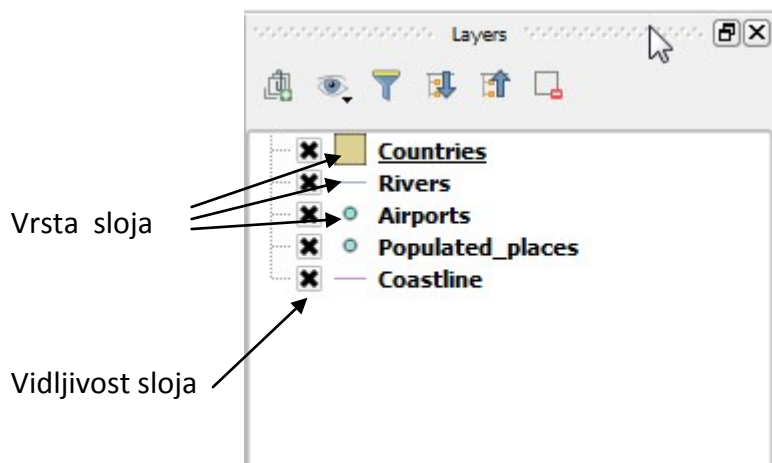 Layers
Countries
Rivers
Vrsta sloja
Airports
Populated_places
Coastline
Vidljivost sloja